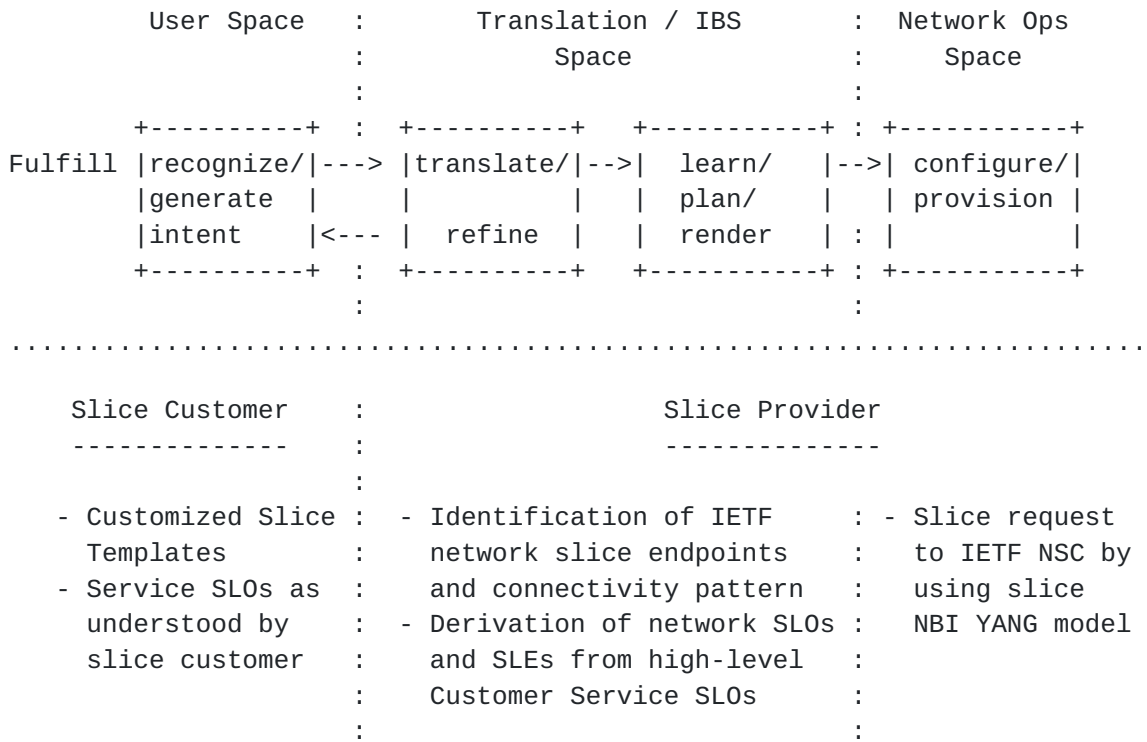 User Space   :       Translation / IBS       :  Network Ops
                      :            Space              :     Space
                      :                               :
        +----------+  :  +----------+   +-----------+ : +-----------+
Fulfill |recognize/|---> |translate/|-->|  learn/   |-->| configure/|
        |generate  |     |          |   |  plan/    |   | provision |
        |intent    |<--- |  refine  |   |  render   | : |           |
        +----------+  :  +----------+   +-----------+ : +-----------+
                      :                               :
.........................................................................
    Slice Customer    :                   Slice Provider
    --------------    :                   --------------
                      :
   - Customized Slice :  - Identification of IETF     : - Slice request
     Templates        :    network slice endpoints    :   to IETF NSC by
   - Service SLOs as  :    and connectivity pattern   :   using slice
     understood by    :  - Derivation of network SLOs :   NBI YANG model
     slice customer   :    and SLEs from high-level   :
                      :    Customer Service SLOs      :
                      :                               :